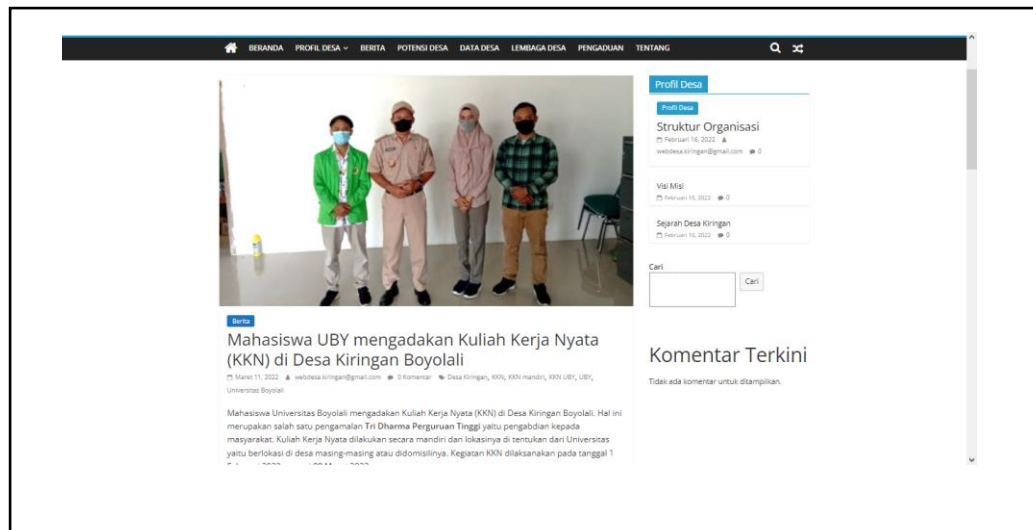 BERANDA PROFIL DESA BERITA POTENSI DESA DATA DESA LEMBAGA DESA PENGADUAN TENTANG
Berita
Mahasiswa UBY mengadakan Kuliah Kerja Nyata
(KKN) di Desa Kiringan Boyolali
Maret 11, 2022 webdesa.kiringan@gmail.com 0 Komentar Desa Kiringan, KKN, KKN mandiri, KKN UBY, UBY,
Universitas Boyolali
Mahasiswa Universitas Boyolali mengadakan Kuliah Kerja Nyata (KKN) di Desa Kiringan Boyolali. Hal ini
merupakan salah satu pengamalan Tri Dharma Perguruan Tinggi yaitu pengabdian kepada
masyarakat. Kuliah Kerja Nyata dilakukan secara mandiri dan lokasinya di tentukan dari Universitas
yaitu berlokasi di desa masing-masing atau didomisilinya. Kegiatan KKN dilaksanakan pada tanggal 1
Profil Desa
Profil Desa
Struktur Organisasi
Februari 16, 2022
webdesa.kiringan@gmail.com 0
Visi Misi
Februari 16, 2022 0
Sejarah Desa Kiringan
Februari 16, 2022 0
Cari
Cari
Komentar Terkini
Tidak ada komentar untuk ditampilkan.